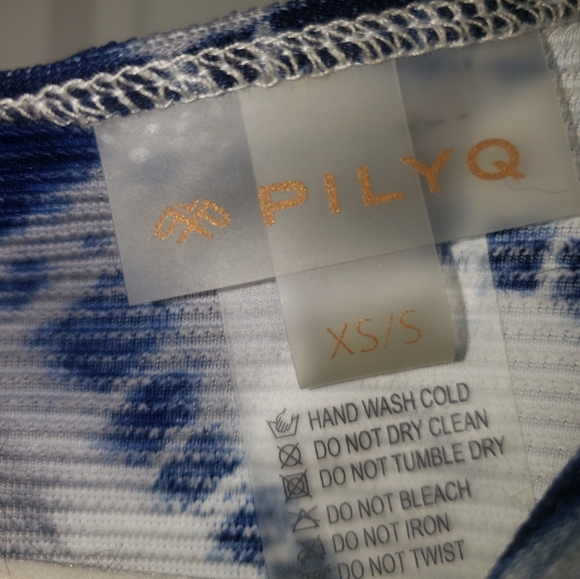 PILYQ
XS/S
HAND WASH COLD
DO NOT DRY CLEAN
DO NOT TUMBLE DRY
DO NOT BLEACH
DO NOT IRON
DO NOT TWIST